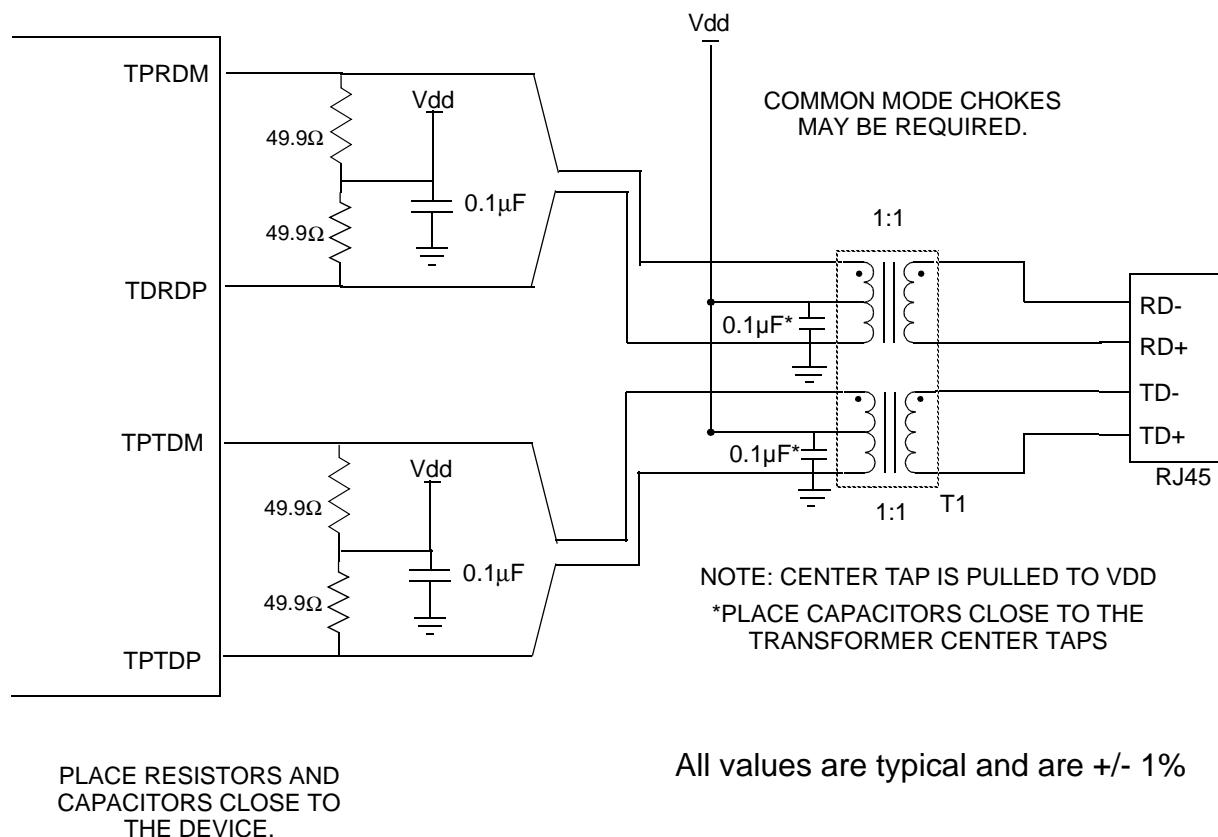 Vdd
TPRDM
COMMON MODE CHOKES
MAY BE REQUIRED.
Vdd
49.9Ω
0.1µF
49.9Ω
1:1
TDRDP
0.1µF*
RD-
RD+
TD-
TD+
RJ45
TPTDM
0.1µF*
Vdd
49.9Ω
1:1
T1
0.1µF
49.9Ω
NOTE: CENTER TAP IS PULLED TO VDD
*PLACE CAPACITORS CLOSE TO THE
TRANSFORMER CENTER TAPS
TPTDP
PLACE RESISTORS AND
CAPACITORS CLOSE TO
THE DEVICE.
All values are typical and are +/- 1%